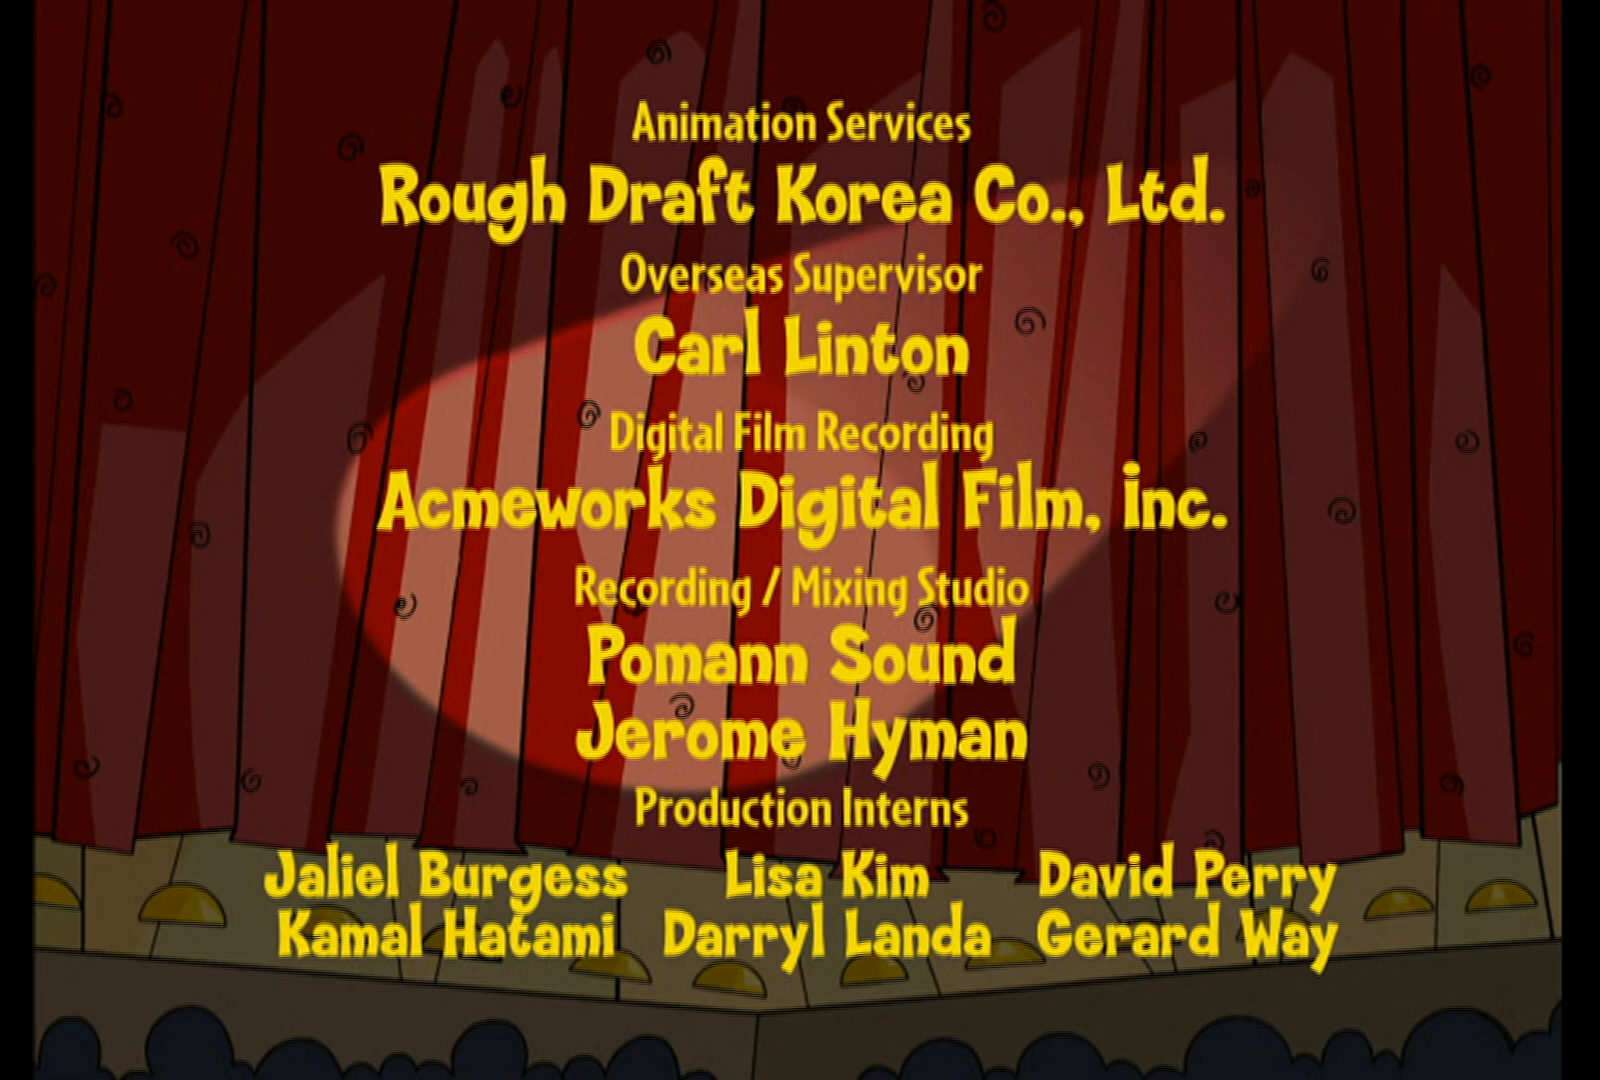 Animation Services
Rough Draft Korea Co., Ltd.
Overseas Supervisor
Carl Linton
Digital Film Recording
Acmeworks Digital Film, inc.
Recording / Mixing Studio
Pomann Sound
Jerome Hyman
Production Interns
Jaliel Burgess Lisa Kim David Perry
Kamal Hatami Darryl Landa Gerard Way